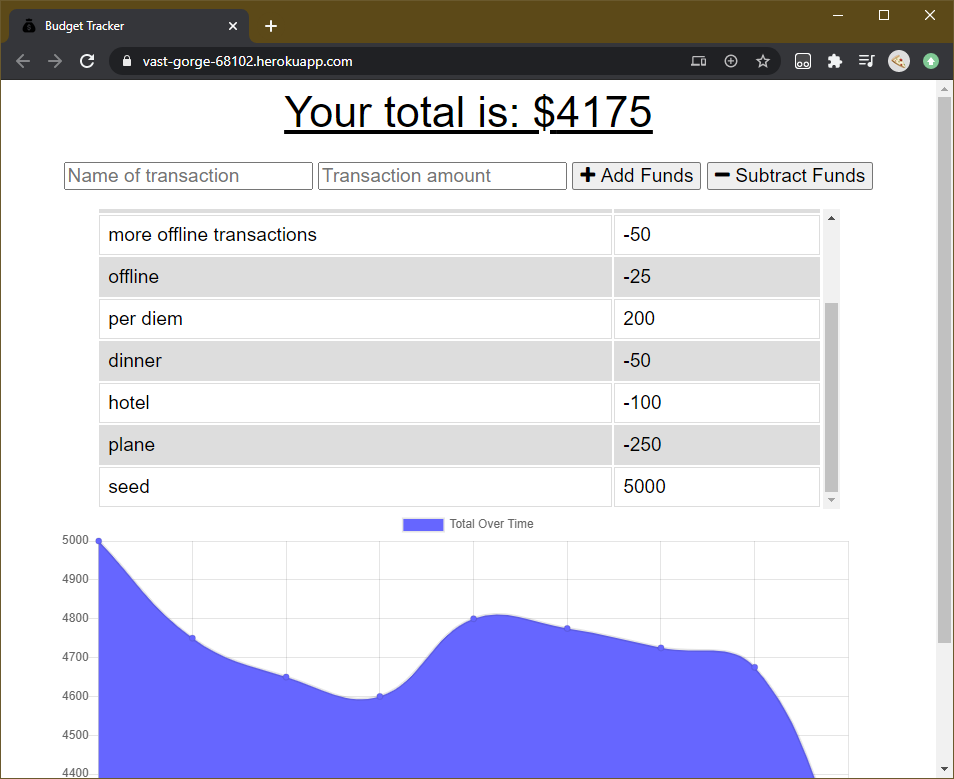 Budget Tracker
vast-gorge-68102.herokuapp.com
Your total is: $4175
Name of transaction Transaction amount Add Funds Subtract Funds
more offline transactions -50
offline -25
per diem 200
dinner -50
hotel -100
plane -250
seed 5000
Total Over Time
5000
4900
4800
4700
4600
4500
4400